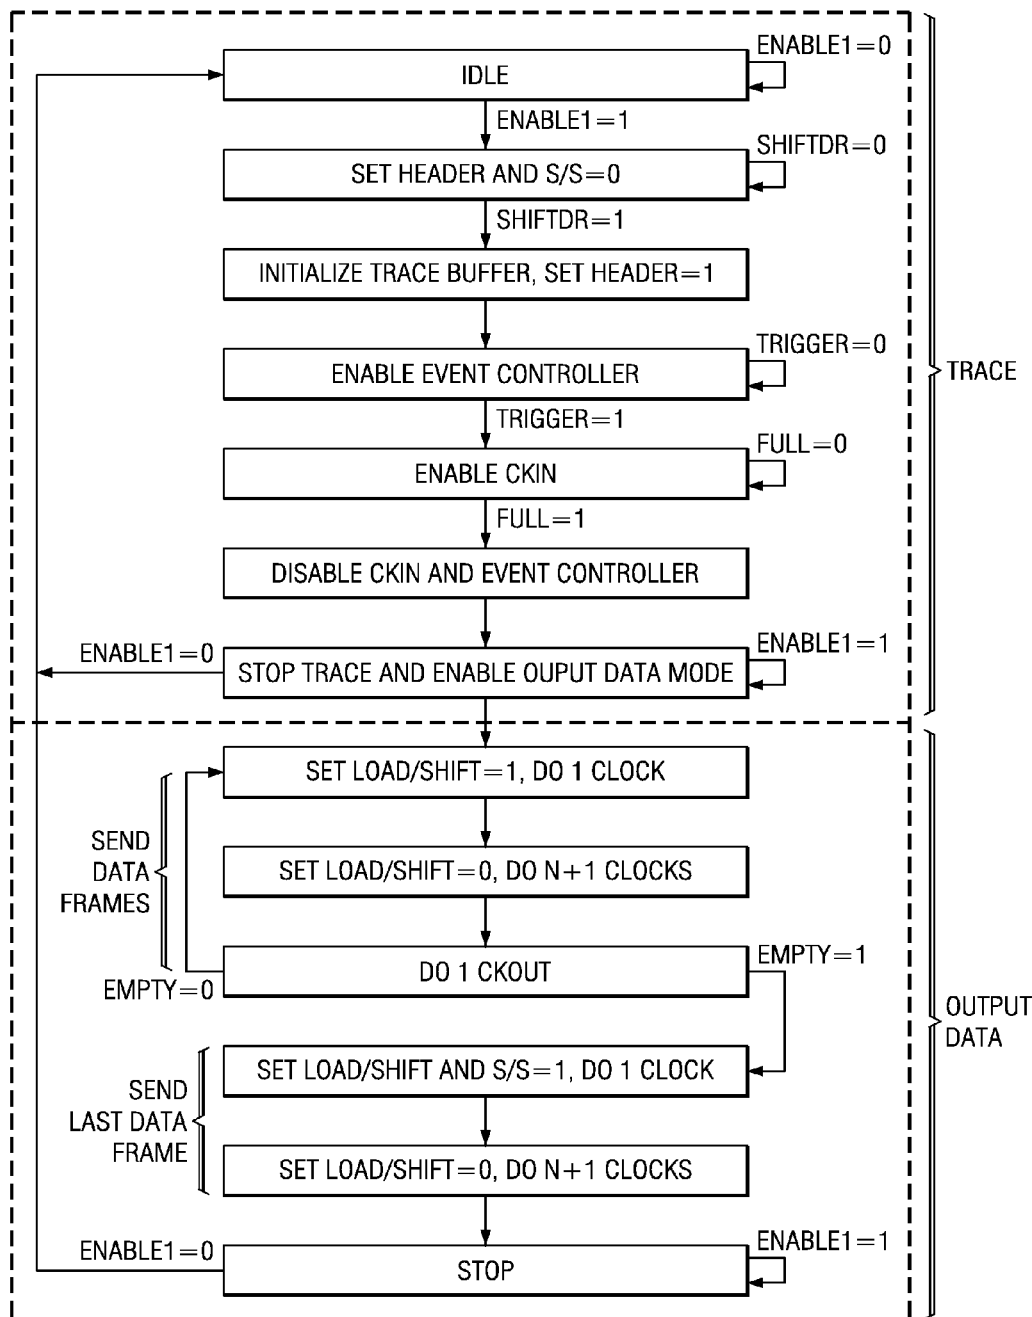 ENABLE1=0
IDLE
ENABLE1=1
SHIFTDR=0
SET HEADER AND S/S=0
SHIFTDR=1
INITIALIZE TRACE BUFFER, SET HEADER=1
TRIGGER=0
ENABLE EVENT CONTROLLER
TRACE
TRIGGER=1
FULL=0
ENABLE CKIN
FULL=1
DISABLE CKIN AND EVENT CONTROLLER
ENABLE1=0
ENABLE1=1
STOP TRACE AND ENABLE OUPUT DATA MODE
SET LOAD/SHIFT=1, DO 1 CLOCK
SEND
DATA
FRAMES
SET LOAD/SHIFT=0, DO N+1 CLOCKS
EMPTY=1
DO 1 CKOUT
EMPTY=0
OUTPUT
DATA
SET LOAD/SHIFT AND S/S=1, DO 1 CLOCK
SEND
LAST DATA
FRAME
SET LOAD/SHIFT=0, DO N+1 CLOCKS
ENABLE1=0
ENABLE1=1
STOP